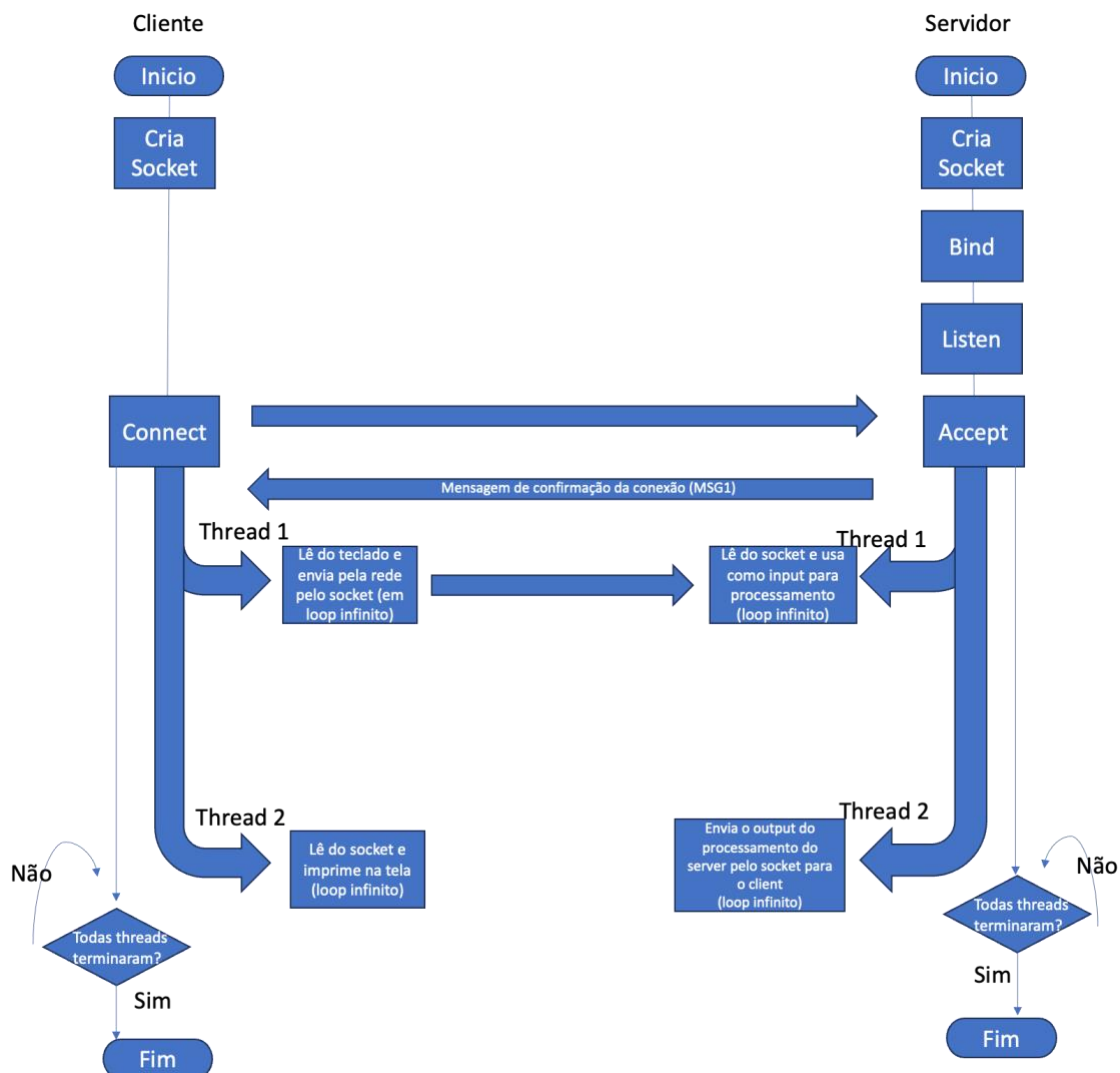 Cliente
Servidor
Inicio
Inicio
Cria
Socket
Cria
Socket
Bind
Listen
Connect
Accept
Mensagem de confirmação da conexão (MSG1)
Thread 1
Thread 1
Lê do teclado e
envia pela rede
pelo socket (em
loop infinito)
Lê do socket e usa
como input para
processamento
(loop infinito)
Thread 2
Thread 2
Lê do socket e
imprime na tela
(loop infinito)
Envia o output do
processamento do
server pelo socket para
o client
(loop infinito)
Não
Não
Todas threads
terminaram?
Todas threads
terminaram?
Sim
Sim
Fim
Fim